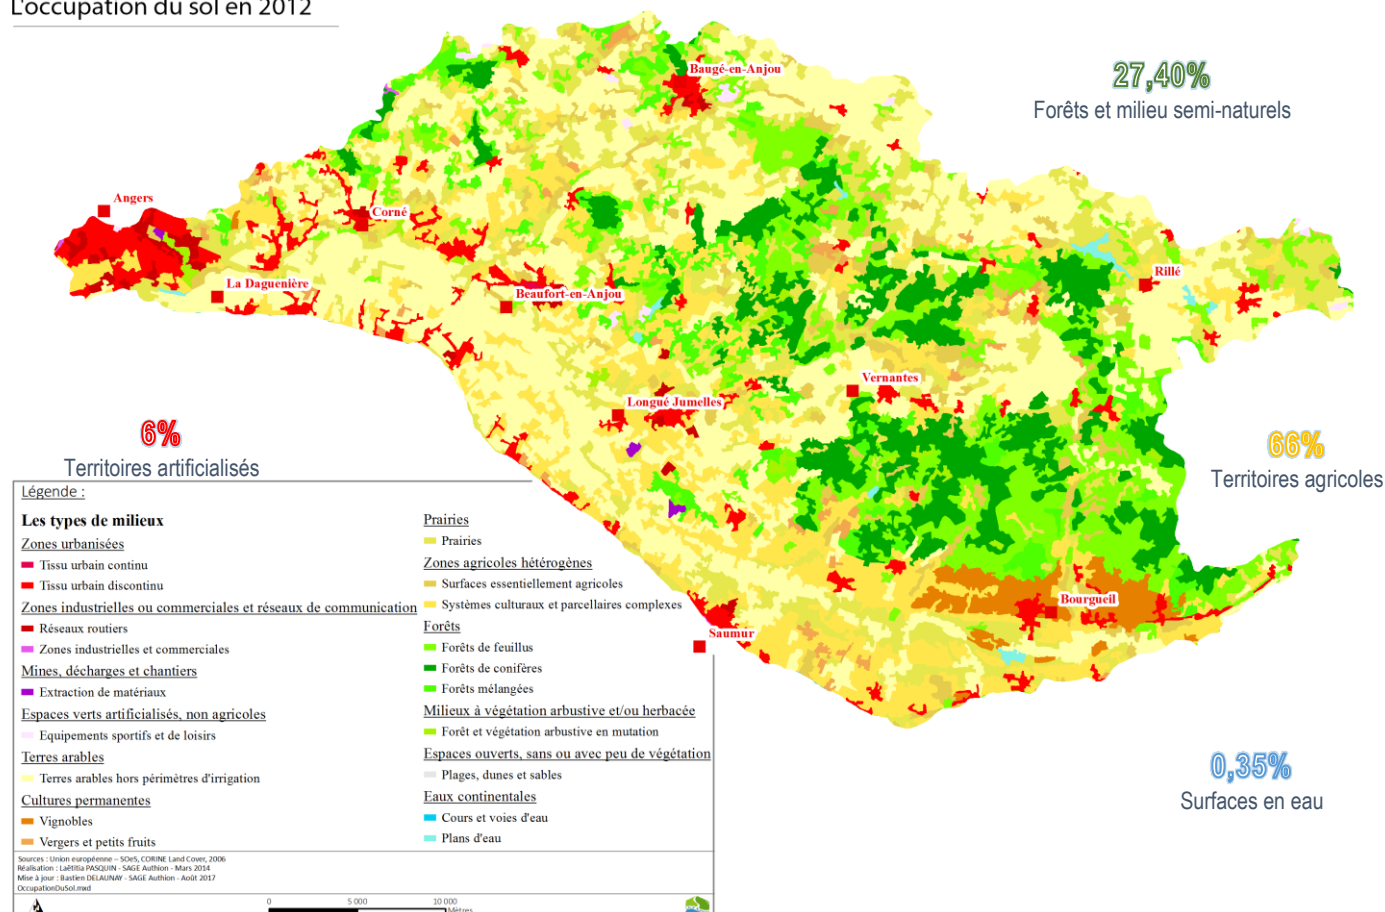 L'occupation du sol en 2012
27,40%
Forêts et milieu semi-naturels
Baugé-en-Anjou
Angers
Corné
La Daguenière
Beaufort-en-Anjou
Rillé
Vernantes
Longué Jumelles
Bourgueil
Saumur
6%
Territoires artificialisés
66%
Territoires agricoles
0,35%
Surfaces en eau
Légende :
Les types de milieux
Zones urbanisées
Tissu urbain continu
Tissu urbain discontinu
Zones industrielles ou commerciales et réseaux de communication
Réseaux routiers
Zones industrielles et commerciales
Mines, décharges et chantiers
Extraction de matériaux
Espaces verts artificialisés, non agricoles
Equipements sportifs et de loisirs
Terres arables
Terres arables hors périmètres d'irrigation
Cultures permanentes
Vignobles
Vergers et petits fruits
Prairies
Prairies
Zones agricoles hétérogènes
Surfaces essentiellement agricoles
Systèmes culturaux et parcellaires complexes
Forêts
Forêts de feuillus
Forêts de conifères
Forêts mélangées
Milieux à végétation arbustive et/ou herbacée
Forêt et végétation arbustive en mutation
Espaces ouverts, sans ou avec peu de végétation
Plages, dunes et sables
Eaux continentales
Cours et voies d'eau
Plans d'eau
Sources : Union européenne – SOeS, CORINE Land Cover, 2006
Réalisation : Laëtitia PASQUIN - SAGE Authion - Mars 2014
Mise à jour : Bastien DELAUNAY - SAGE Authion - Août 2017
OccupationDuSol.mxd
0 5 000 10 000
Mètres